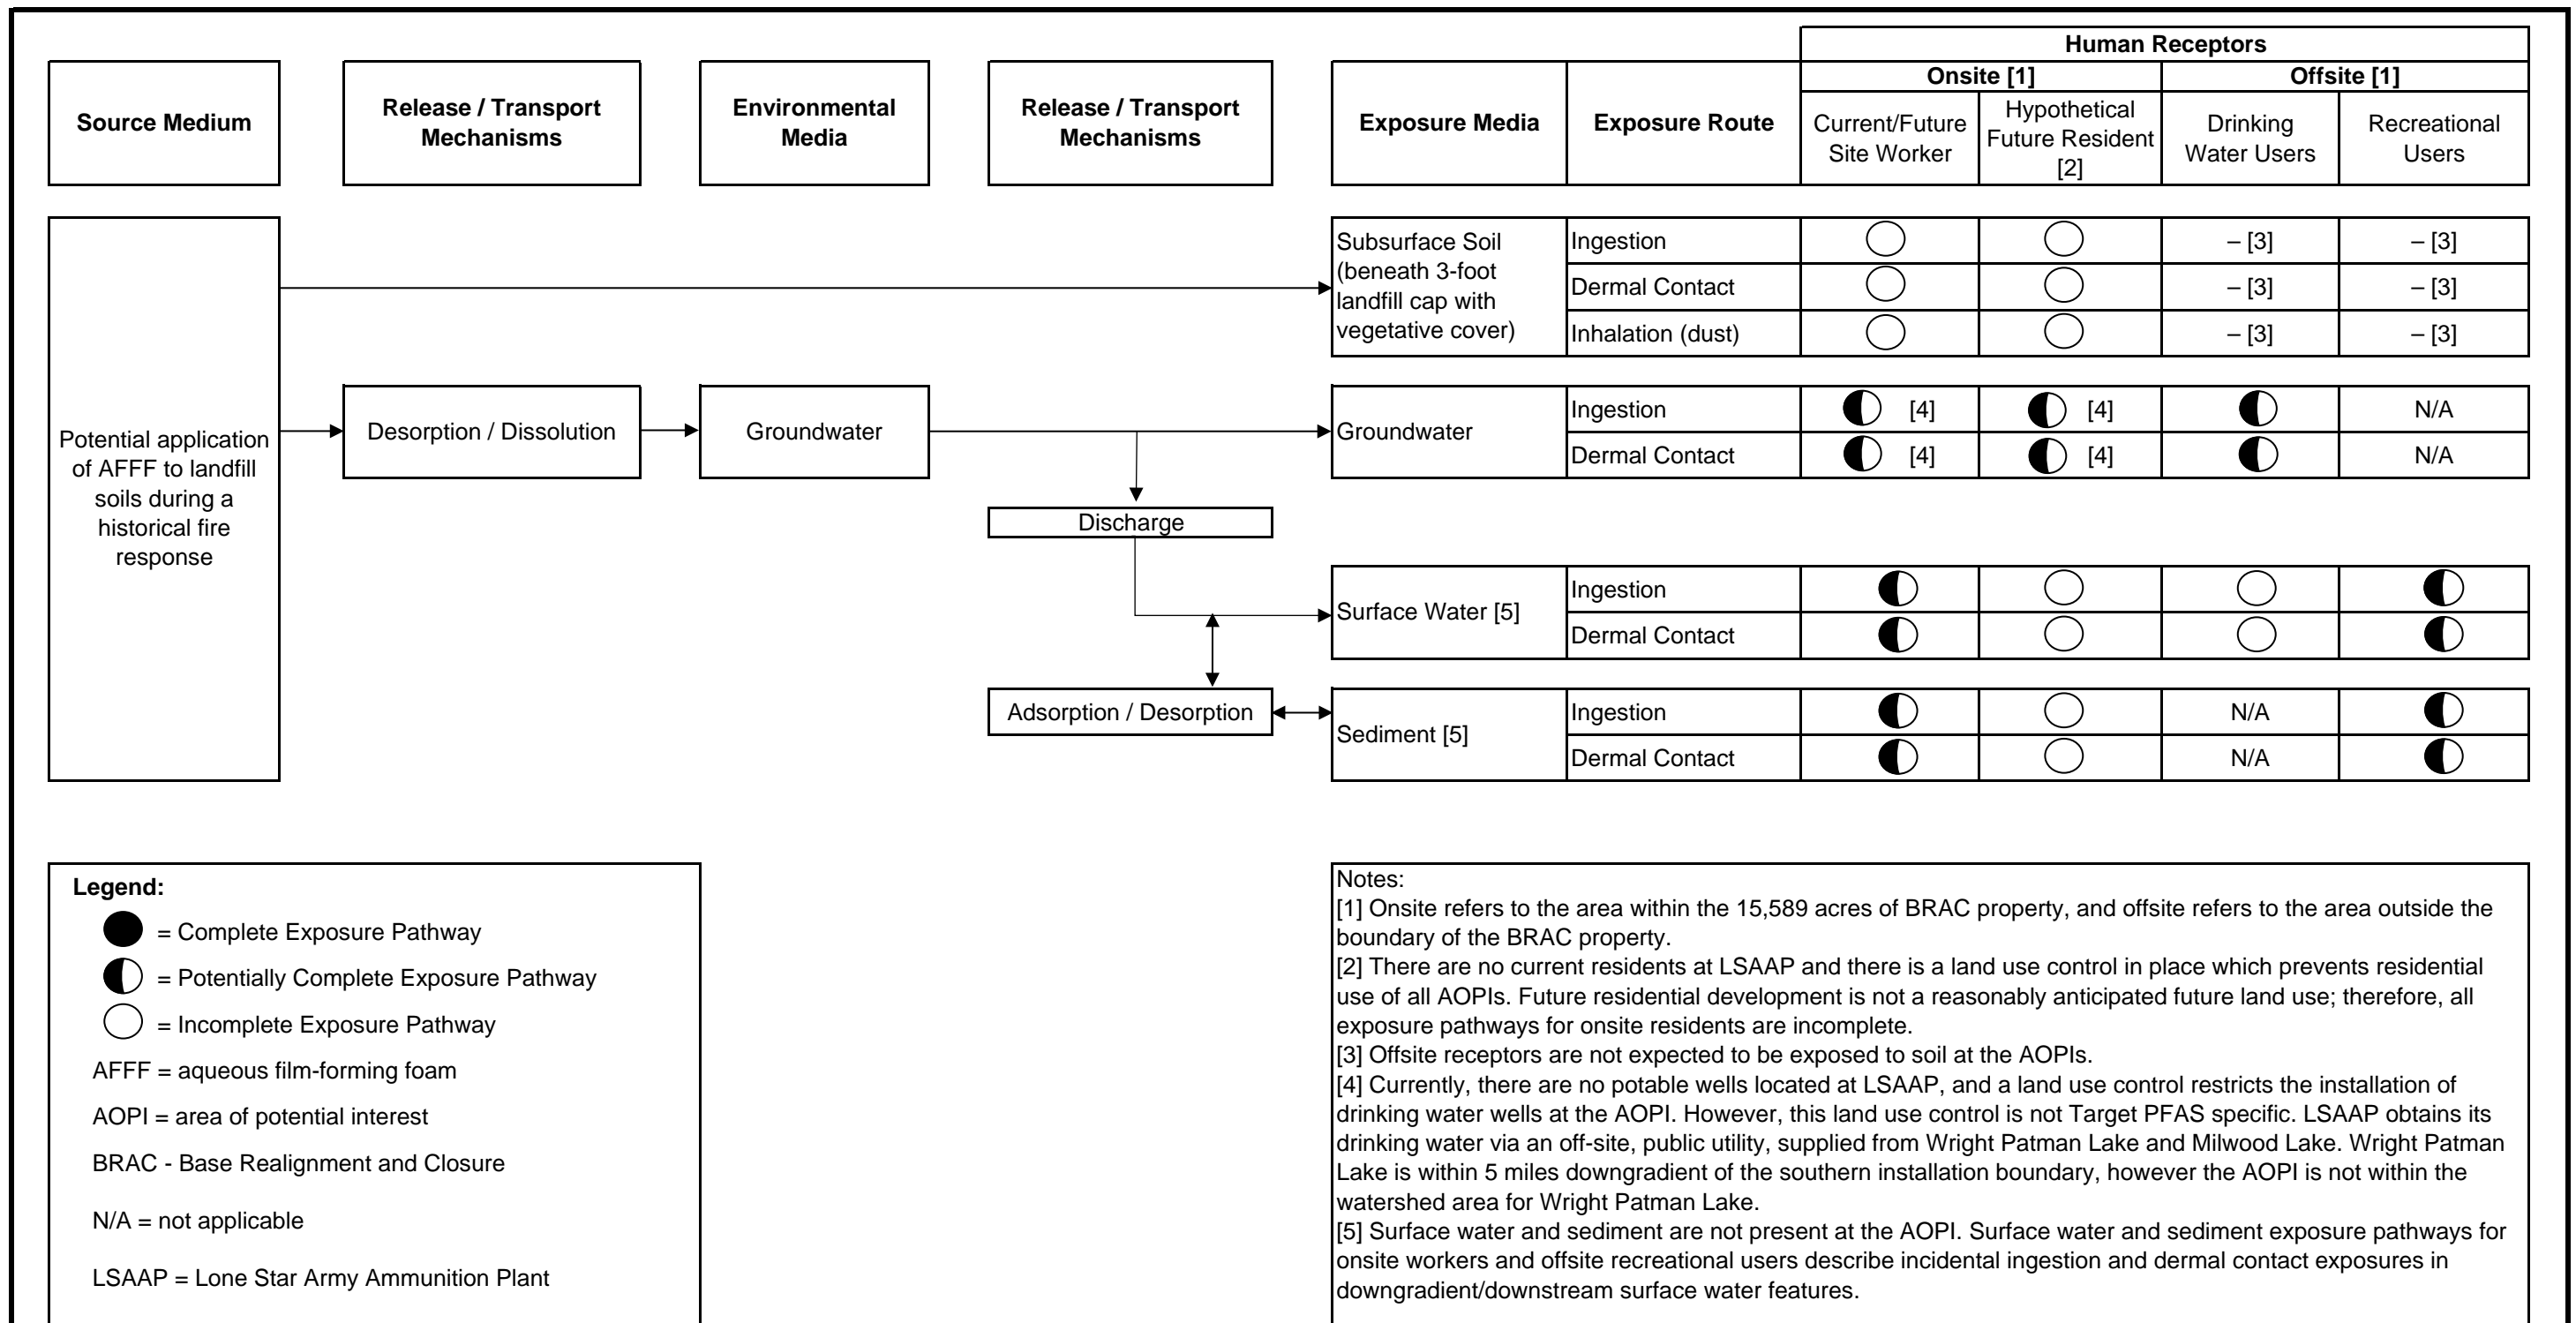 Human Receptors
Onsite [1]
Offsite [1]
Source Medium
Release / Transport
Mechanisms
Environmental
Media
Release / Transport
Mechanisms
Exposure Media
Exposure Route
Current/Future
Site Worker
Hypothetical
Future Resident
[2]
Drinking
Water Users
Recreational
Users
Potential application
of AFFF to landfill
soils during a
historical fire
response
Subsurface Soil
(beneath 3-foot
landfill cap with
vegetative cover)
Ingestion
– [3]
– [3]
Dermal Contact
– [3]
– [3]
Inhalation (dust)
– [3]
– [3]
Desorption / Dissolution
Groundwater
Groundwater
Ingestion
[4]
[4]
N/A
Dermal Contact
[4]
[4]
N/A
Discharge
Surface Water [5]
Ingestion
Dermal Contact
Adsorption / Desorption
Sediment [5]
Ingestion
N/A
Dermal Contact
N/A
Legend:
= Complete Exposure Pathway
= Potentially Complete Exposure Pathway
= Incomplete Exposure Pathway
AFFF = aqueous film-forming foam
AOPI = area of potential interest
BRAC - Base Realignment and Closure
N/A = not applicable
LSAAP = Lone Star Army Ammunition Plant
Notes:
[1] Onsite refers to the area within the 15,589 acres of BRAC property, and offsite refers to the area outside the
boundary of the BRAC property.
[2] There are no current residents at LSAAP and there is a land use control in place which prevents residential
use of all AOPIs. Future residential development is not a reasonably anticipated future land use; therefore, all
exposure pathways for onsite residents are incomplete.
[3] Offsite receptors are not expected to be exposed to soil at the AOPIs.
[4] Currently, there are no potable wells located at LSAAP, and a land use control restricts the installation of
drinking water wells at the AOPI. However, this land use control is not Target PFAS specific. LSAAP obtains its
drinking water via an off-site, public utility, supplied from Wright Patman Lake and Milwood Lake. Wright Patman
Lake is within 5 miles downgradient of the southern installation boundary, however the AOPI is not within the
watershed area for Wright Patman Lake.
[5] Surface water and sediment are not present at the AOPI. Surface water and sediment exposure pathways for
onsite workers and offsite recreational users describe incidental ingestion and dermal contact exposures in
downgradient/downstream surface water features.